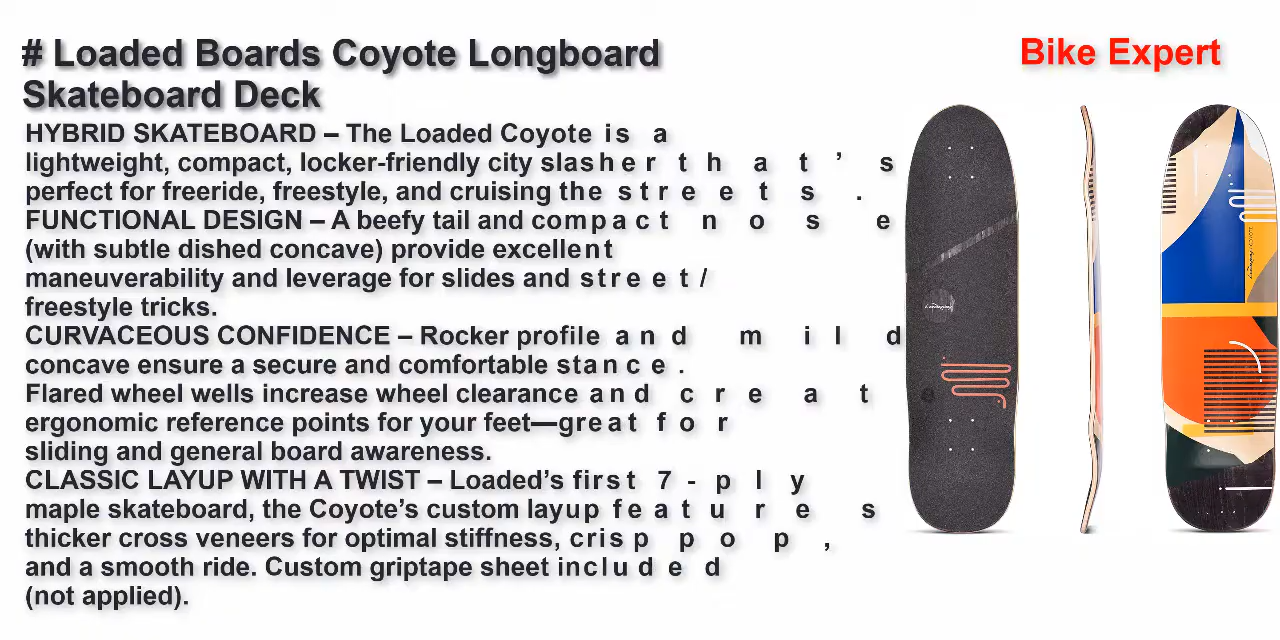 # Loaded Boards Coyote Longboard
Skateboard Deck
Bike Expert
HYBRID SKATEBOARD – The Loaded Coyote is a
lightweight, compact, locker-friendly city slasher that's
perfect for freeride, freestyle, and cruising the streets.
FUNCTIONAL DESIGN – A beefy tail and compact nose
(with subtle dished concave) provide excellent
maneuverability and leverage for slides and street/
freestyle tricks.
CURVACEOUS CONFIDENCE – Rocker profile and mild
concave ensure a secure and comfortable stance.
Flared wheel wells increase wheel clearance and create
ergonomic reference points for your feet—great for
sliding and general board awareness.
CLASSIC LAYUP WITH A TWIST – Loaded's first 7-ply
maple skateboard, the Coyote's custom layup features
thicker cross veneers for optimal stiffness, crisp pop,
and a smooth ride. Custom griptape sheet included
(not applied).